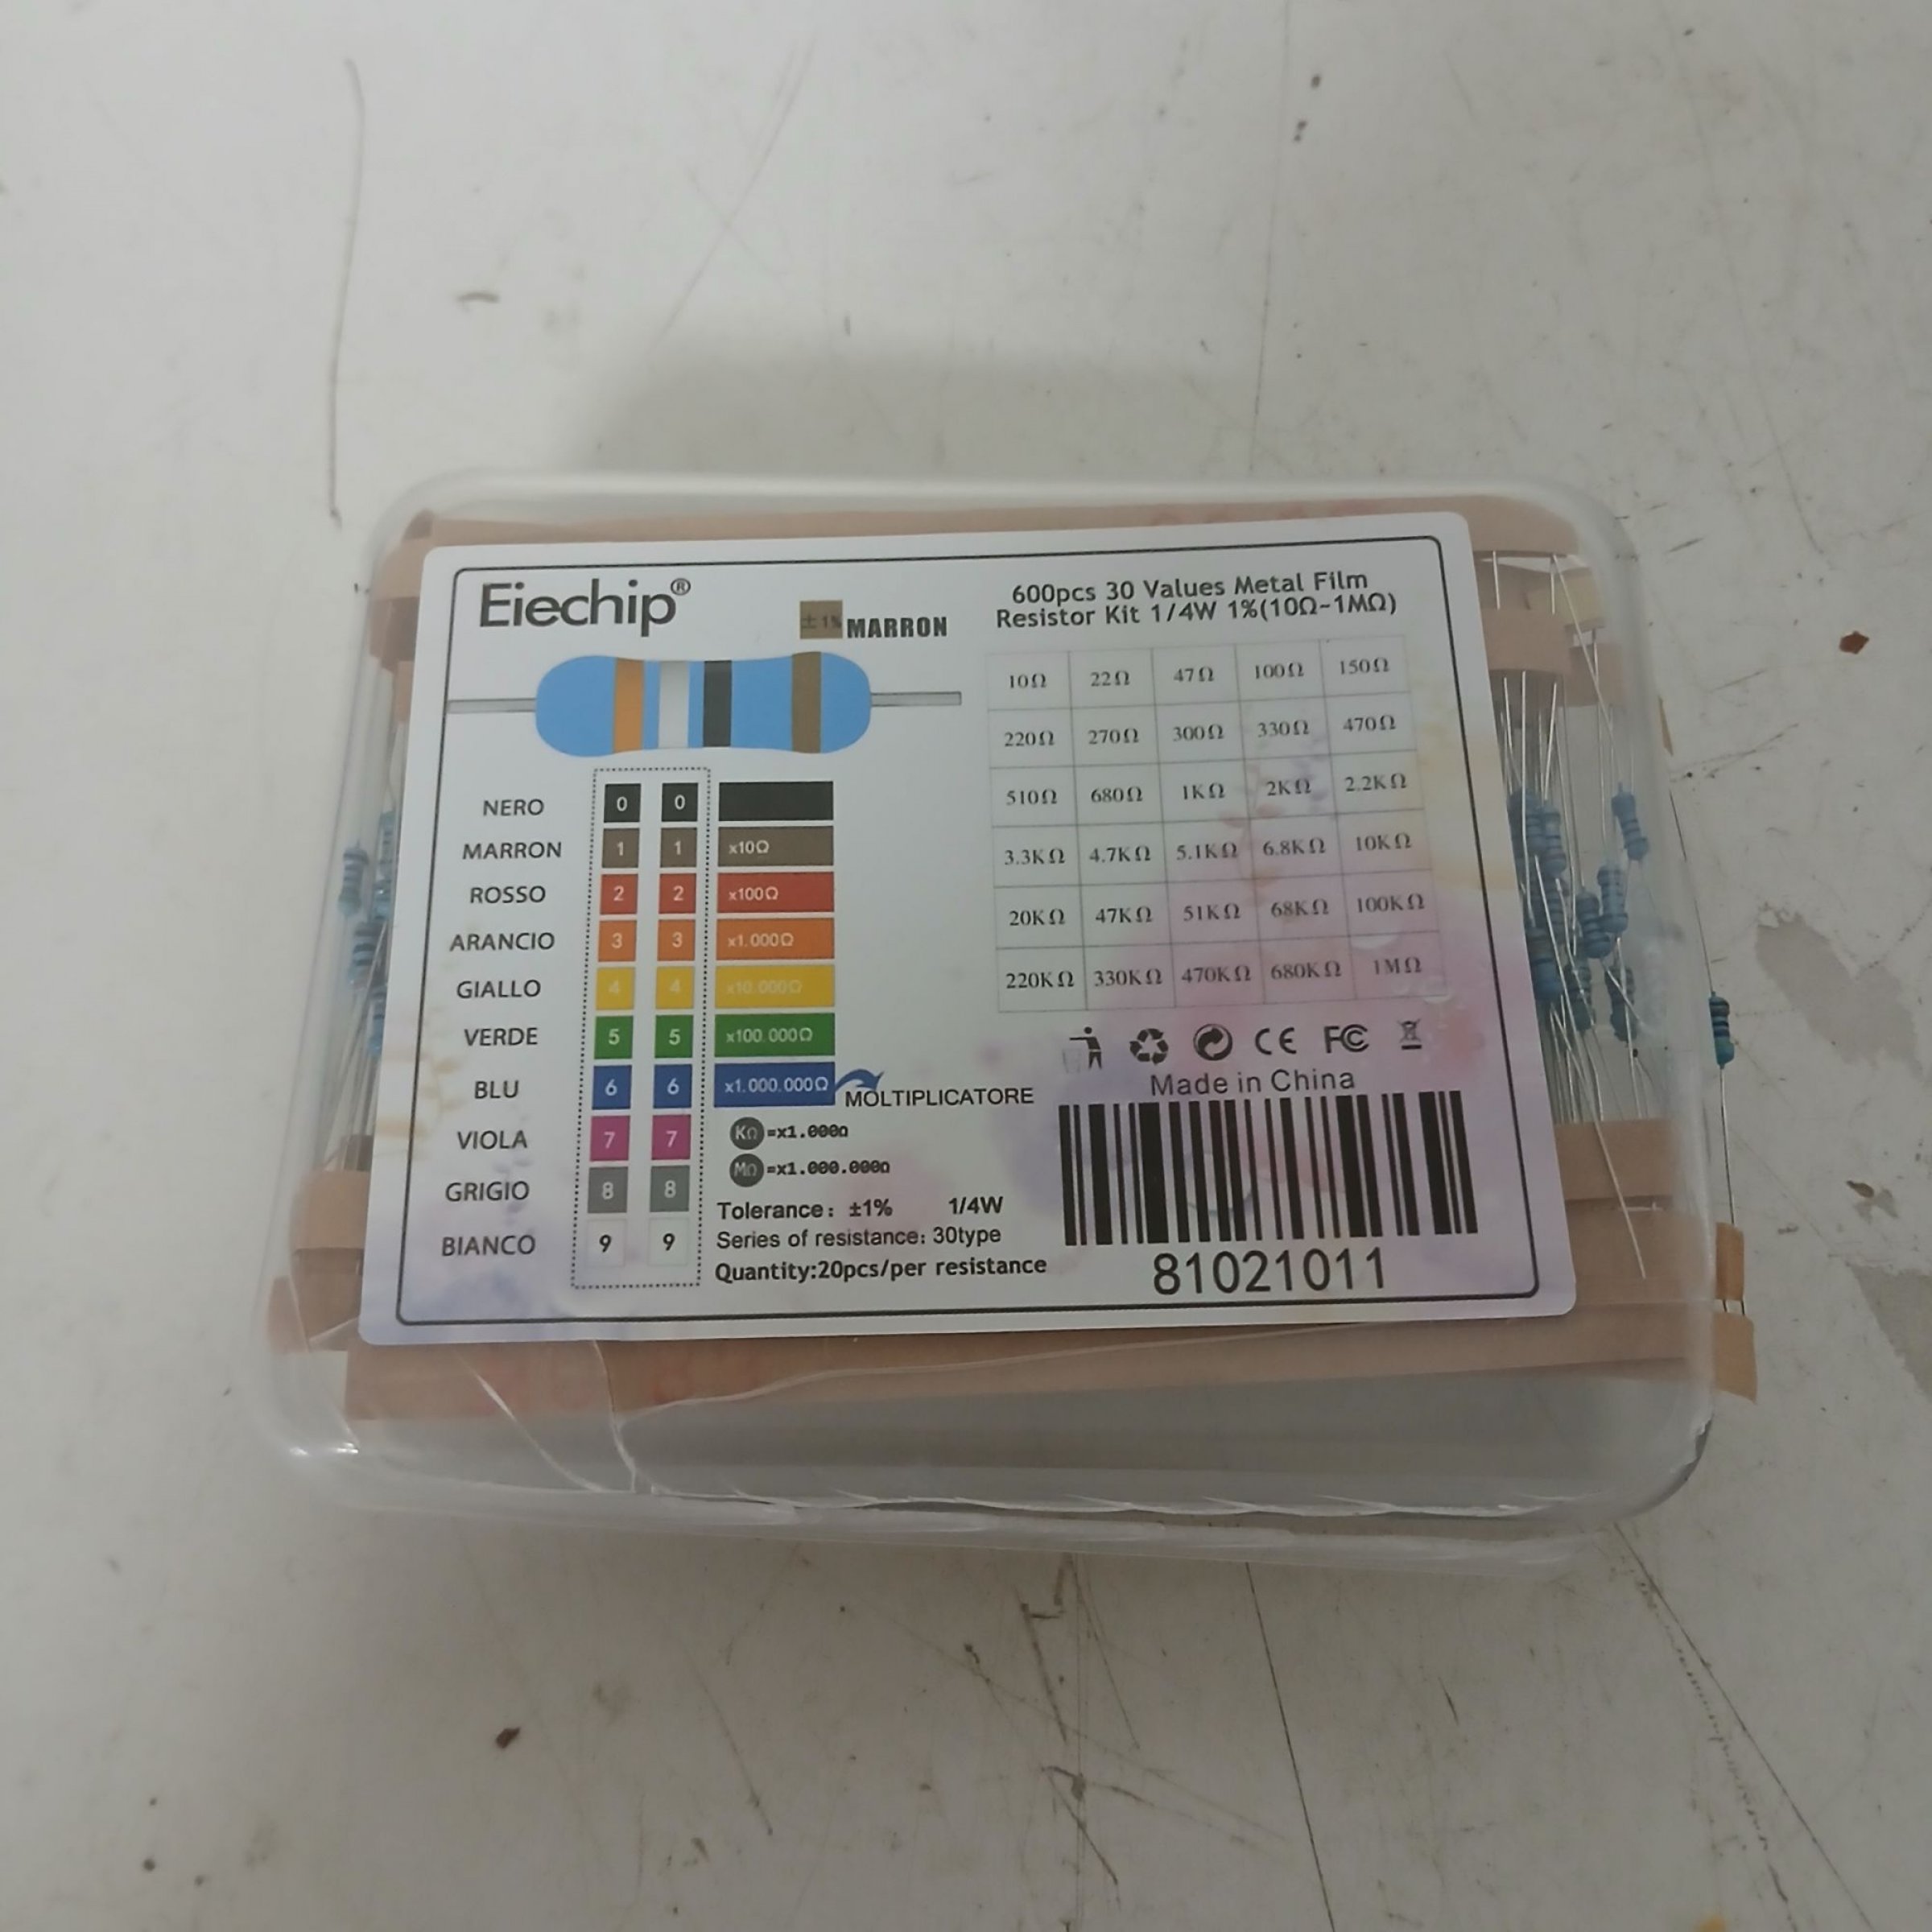 Eiechip®
±1% MARRON
600pcs 30 Values Metal Film
Resistor Kit 1/4W 1%(10Ω~1MΩ)
10Ω 22Ω 47Ω 100Ω 150Ω
220Ω 270Ω 300Ω 330Ω 470Ω
510Ω 680Ω 1KΩ 2KΩ 2.2KΩ
3.3KΩ 4.7KΩ 5.1KΩ 6.8KΩ 10KΩ
20KΩ 47KΩ 51KΩ 68KΩ 100KΩ
220KΩ 330KΩ 470KΩ 680KΩ 1MΩ
NERO 0 0
MARRON 1 1 x10Ω
ROSSO 2 2 x100Ω
ARANCIO 3 3 x1.000Ω
GIALLO 4 4 x10.000Ω
VERDE 5 5 x100.000Ω
BLU 6 6 x1.000.000Ω
MOLTIPLICATORE
VIOLA 7 7
GRIGIO 8 8
BIANCO 9 9
KΩ =x1.000Ω
MΩ =x1.000.000Ω
Tolerance: ±1% 1/4W
Series of resistance: 30type
Quantity:20pcs/per resistance
CE FC
Made in China
81021011